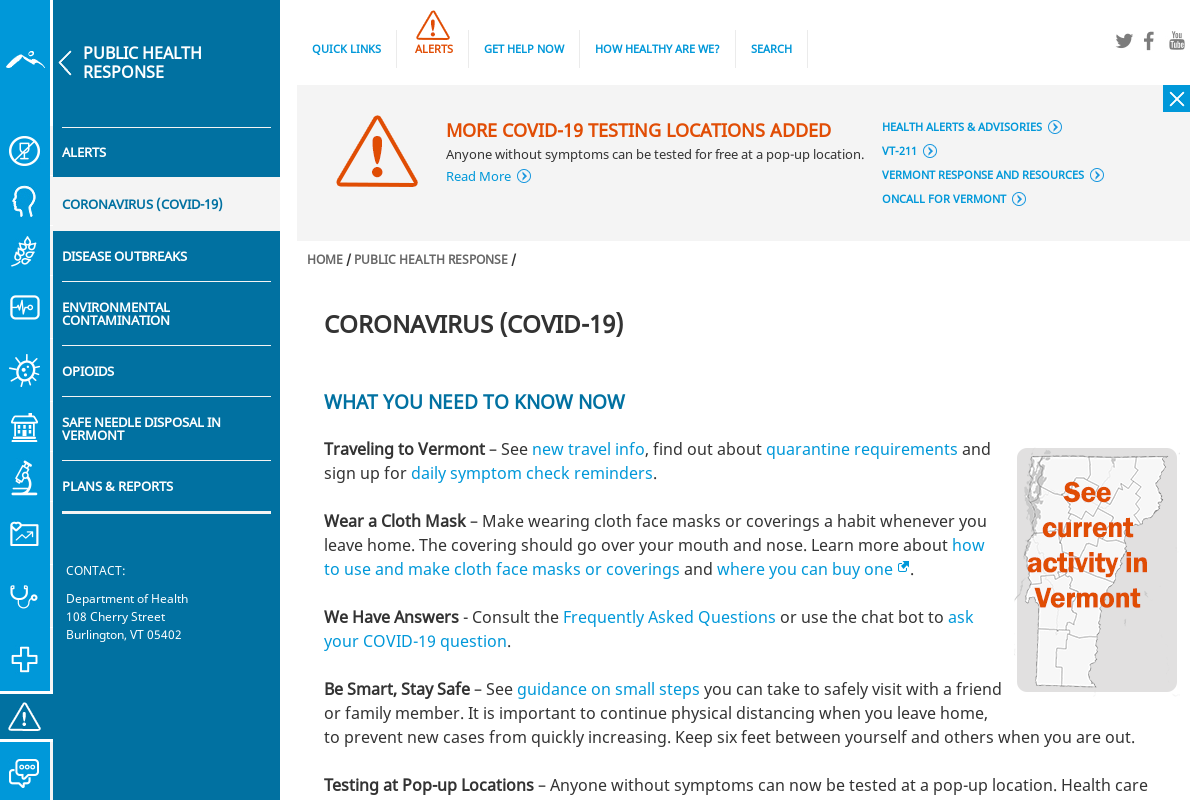 PUBLIC HEALTH
RESPONSE
ALERTS
CORONAVIRUS (COVID-19)
DISEASE OUTBREAKS
ENVIRONMENTAL
CONTAMINATION
OPIOIDS
SAFE NEEDLE DISPOSAL IN
VERMONT
PLANS & REPORTS
CONTACT:
Department of Health
108 Cherry Street
Burlington, VT 05402
QUICK LINKS
ALERTS
GET HELP NOW
HOW HEALTHY ARE WE?
SEARCH
You
Tube
MORE COVID-19 TESTING LOCATIONS ADDED
Anyone without symptoms can be tested for free at a pop-up location.
Read More
HEALTH ALERTS & ADVISORIES
VT-211
VERMONT RESPONSE AND RESOURCES
ONCALL FOR VERMONT
HOME / PUBLIC HEALTH RESPONSE /
CORONAVIRUS (COVID-19)
WHAT YOU NEED TO KNOW NOW
Traveling to Vermont – See new travel info, find out about quarantine requirements and
sign up for daily symptom check reminders.
Wear a Cloth Mask – Make wearing cloth face masks or coverings a habit whenever you
leave home. The covering should go over your mouth and nose. Learn more about how
to use and make cloth face masks or coverings and where you can buy one.
We Have Answers - Consult the Frequently Asked Questions or use the chat bot to ask
your COVID-19 question.
Be Smart, Stay Safe – See guidance on small steps you can take to safely visit with a friend
or family member. It is important to continue physical distancing when you leave home,
to prevent new cases from quickly increasing. Keep six feet between yourself and others when you are out.
Testing at Pop-up Locations – Anyone without symptoms can now be tested at a pop-up location. Health care
See
current
activity in
Vermont